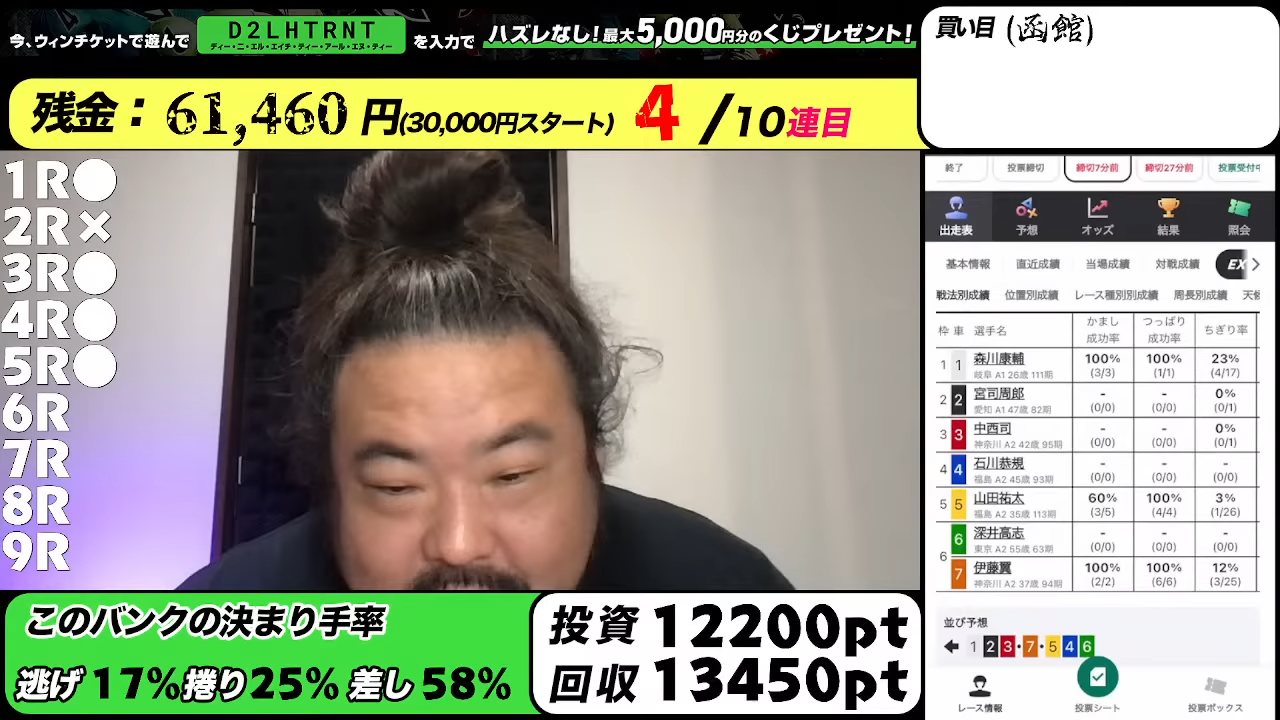 今、ウィンチケットで遊んで
D2LHTRNT
ディー・ニ・エル・エイチ・ティー・アール・エヌ・ティー
を入力で
ハズレなし!最大5,000円分のくじプレゼント!
買い目 (函館)
残金: 61,460 円(30,000円スタート) 4 /10連目
1R●
2R×
3R●
4R●
5R●
6R
7R
8R
9R
終了 投票締切 締切7分前 締切27分前 投票受付中
出走表 予想 オッズ 結果 照会
基本情報 直近成績 当場成績 対戦成績 EX
戦法別成績 位置別成績 レース種別別成績 周長別成績 天候
枠 車 選手名 かまし成功率 つっぱり成功率 ちぎり率
1 1 森川康輔 100% 100% 23%
岐阜 A1 26歳 111期 (3/3) (1/1) (4/17)
2 2 宮司周郎 - - 0%
愛知 A1 47歳 82期 (0/0) (0/0) (0/1)
3 3 中西司 - - 0%
神奈川 A2 42歳 95期 (0/0) (0/0) (0/1)
4 4 石川恭規 - - -
福島 A2 45歳 93期 (0/0) (0/0) (0/0)
5 5 山田祐太 60% 100% 3%
福島 A2 35歳 113期 (3/5) (4/4) (1/26)
6 6 深井高志 - - -
東京 A2 55歳 63期 (0/0) (0/0) (0/0)
7 伊藤翼 100% 100% 12%
神奈川 A2 37歳 94期 (2/2) (6/6) (3/25)
並び予想
1 2 3・7・5 4 6
レース情報 投票シート 投票ボックス
このバンクの決まり手率
逃げ 17% 捲り 25% 差し 58%
投資 12200pt
回収 13450pt